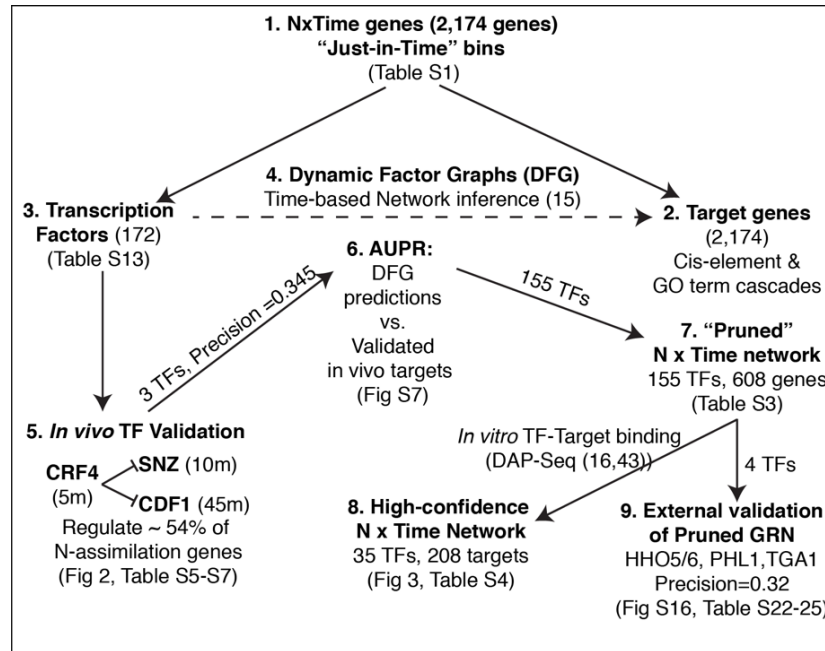 1. NxTime genes (2,174 genes)
“Just-in-Time” bins
(Table S1)
4. Dynamic Factor Graphs (DFG)
Time-based Network inference (15)
3. Transcription
Factors (172)
(Table S13)
2. Target genes
(2,174)
Cis-element &
GO term cascades
6. AUPR:
DFG
predictions
vs.
Validated
in vivo targets
(Fig S7)
3 TFs, Precision =0.345
155 TFs
7. “Pruned”
N x Time network
155 TFs, 608 genes
(Table S3)
5. In vivo TF Validation
CRF4
(5m)
SNZ (10m)
CDF1 (45m)
Regulate ~ 54% of
N-assimilation genes
(Fig 2, Table S5-S7)
In vitro TF-Target binding
(DAP-Seq (16,43))
4 TFs
8. High-confidence
N x Time Network
35 TFs, 208 targets
(Fig 3, Table S4)
9. External validation
of Pruned GRN
HHO5/6, PHL1,TGA1
Precision=0.32
(Fig S16, Table S22-25)